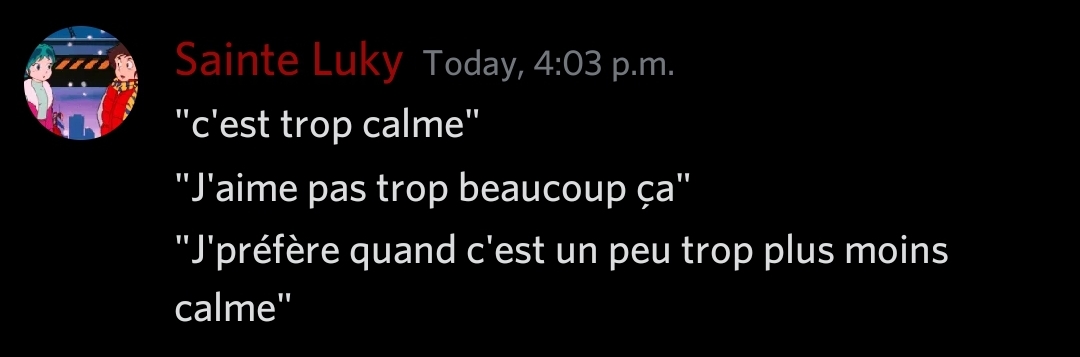 Sainte Luky Today, 4:03 p.m.
"c'est trop calme"
"J'aime pas trop beaucoup ça"
"J'préfère quand c'est un peu trop plus moins
calme"